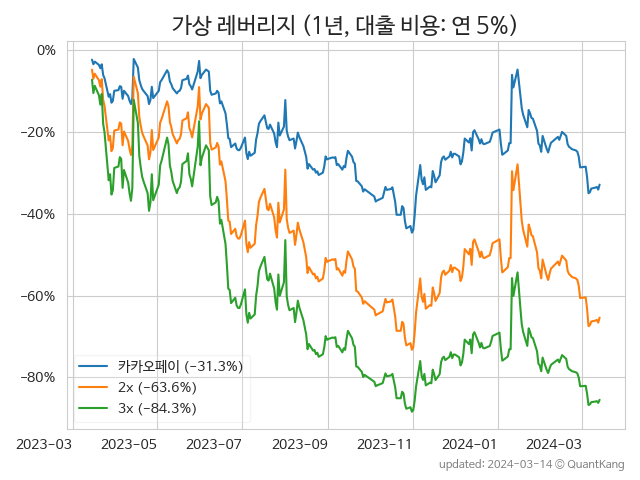 가상 레버리지 (1년, 대출 비용: 연 5%)
0%
−20%
−40%
−60%
−80%
카카오페이 (−31.3%)
2x (−63.6%)
3x (−84.3%)
2023−03 2023−05 2023−07 2023−09 2023−11 2024−01 2024−03
updated: 2024−03−14 © QuantKang